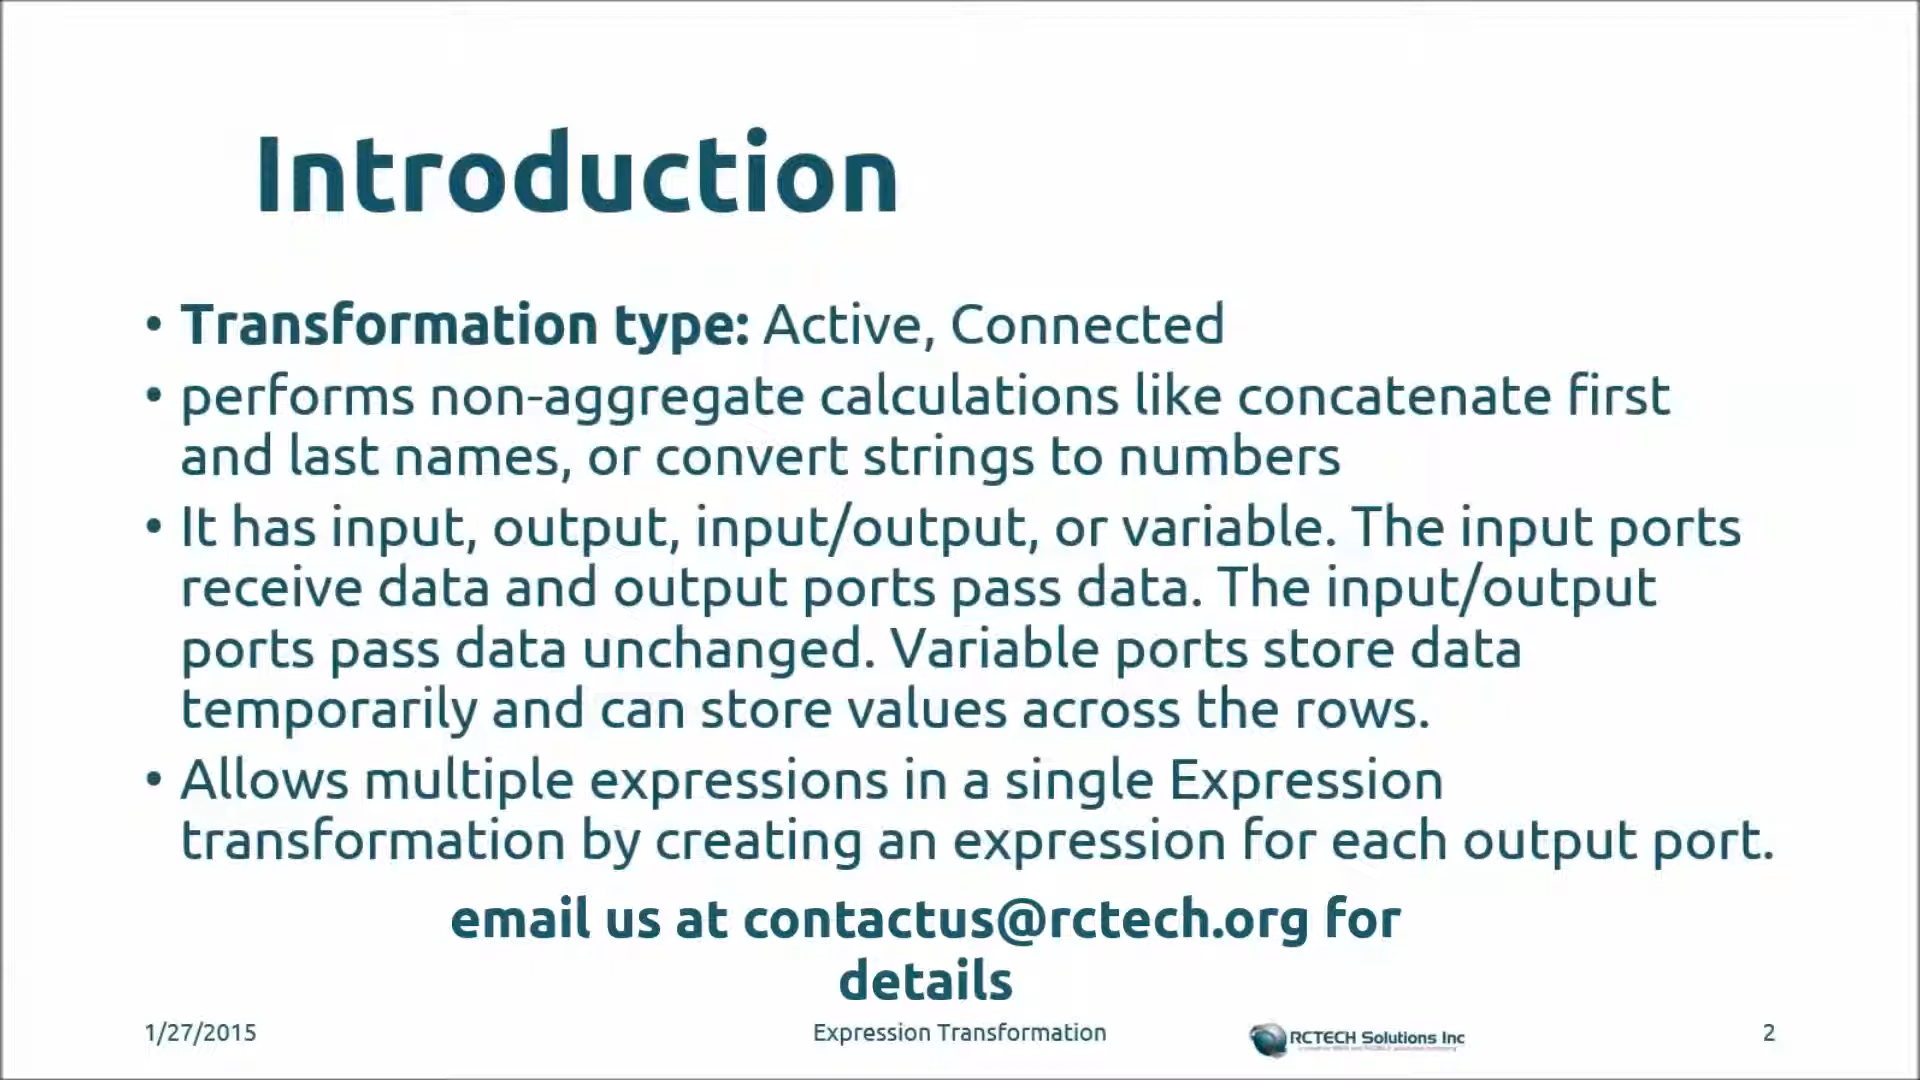 Introduction
• Transformation type: Active, Connected
• performs non-aggregate calculations like concatenate first
and last names, or convert strings to numbers
• It has input, output, input/output, or variable. The input ports
receive data and output ports pass data. The input/output
ports pass data unchanged. Variable ports store data
temporarily and can store values across the rows.
• Allows multiple expressions in a single Expression
transformation by creating an expression for each output port.
email us at contactus@rctech.org for
details
1/27/2015
Expression Transformation
RCTECH Solutions Inc
2